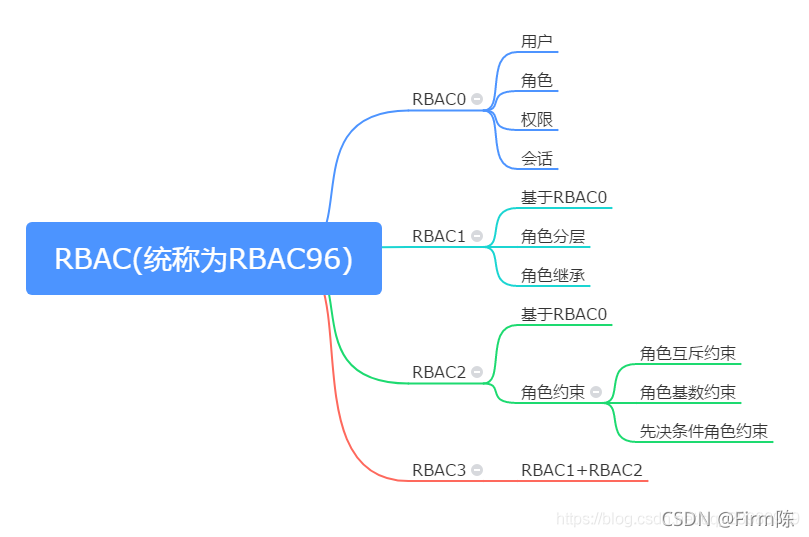 RBAC(统称为RBAC96)
RBAC0
用户
角色
权限
会话
RBAC1
基于RBAC0
角色分层
角色继承
RBAC2
基于RBAC0
角色约束
角色互斥约束
角色基数约束
先决条件角色约束
RBAC3
RBAC1+RBAC2
https://blog.csd
CSDN @Firm陈